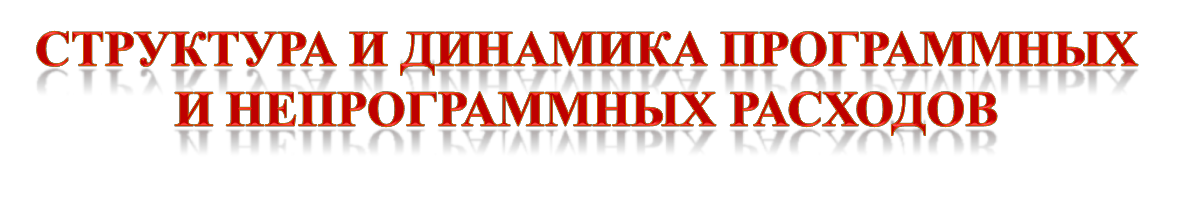 СТРУКТУРА И ДИНАМИКА ПРОГРАММНЫХ
И НЕПРОГРАММНЫХ РАСХОДОВ